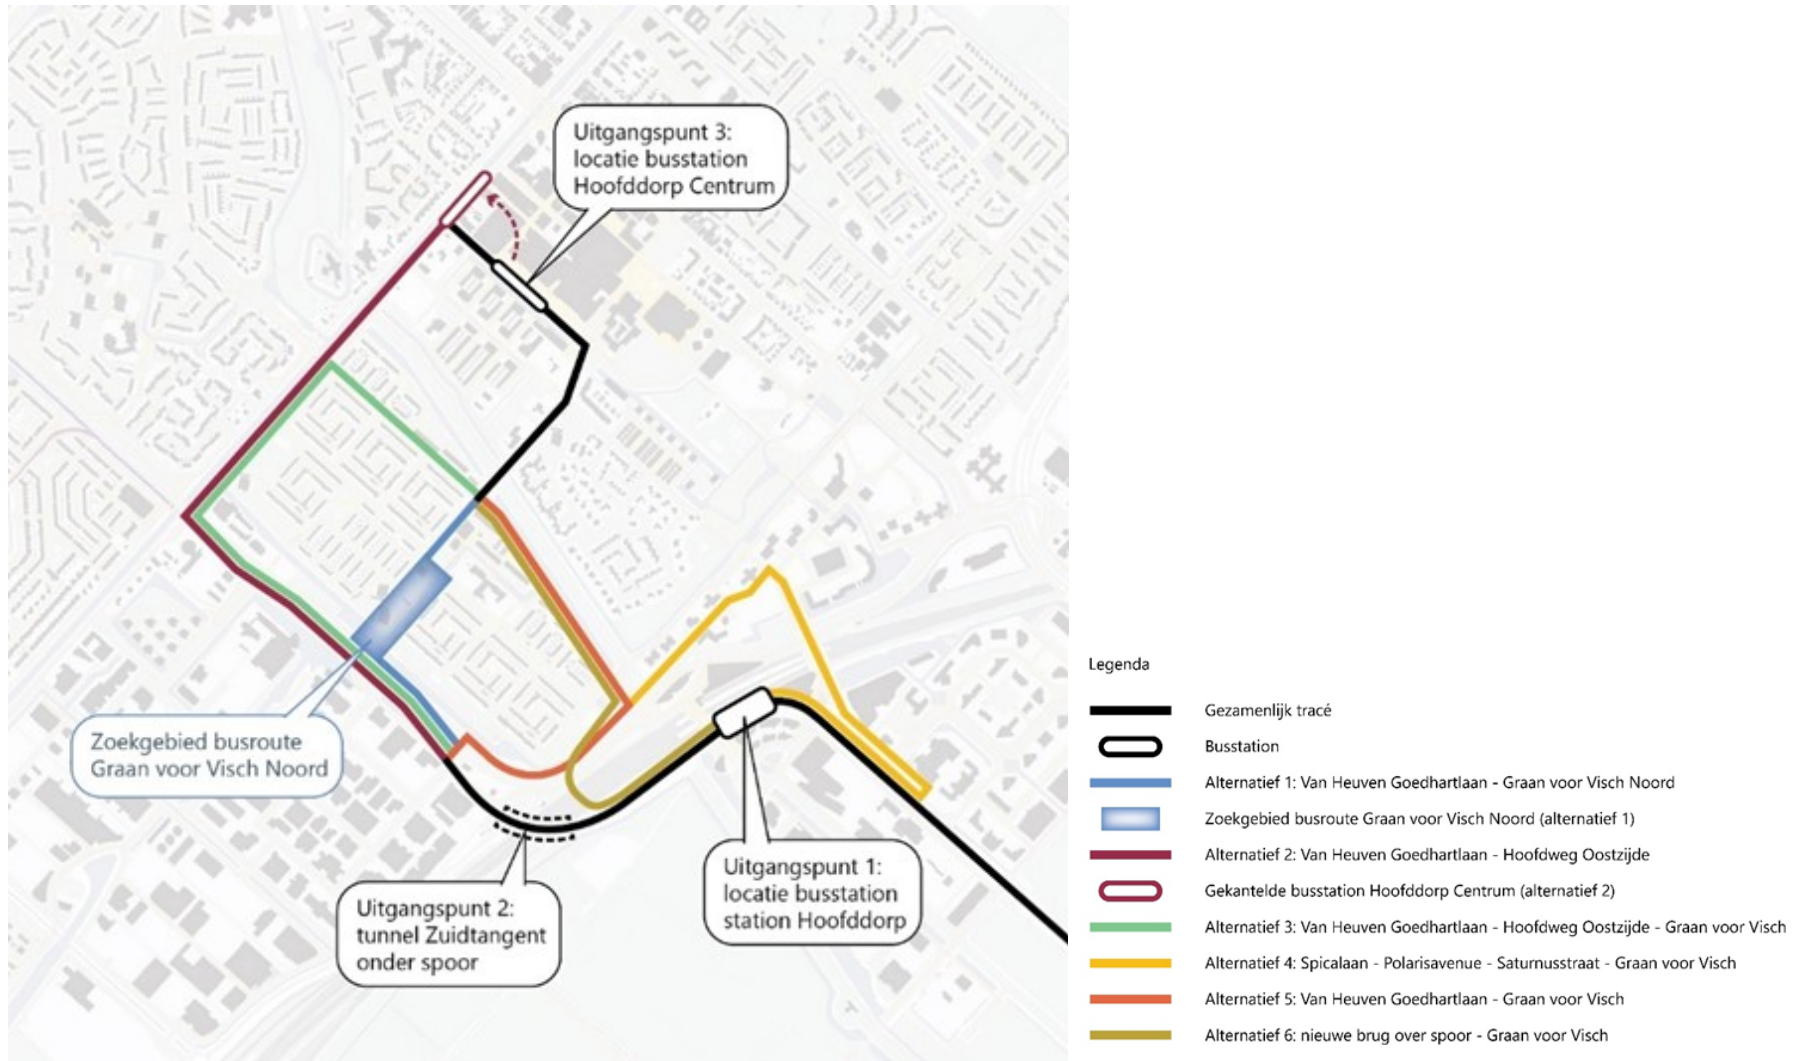 Uitgangspunt 3:
locatie busstation
Hoofddorp Centrum
Zoekgebied busroute
Graan voor Visch Noord
Uitgangspunt 2:
tunnel Zuidtangent
onder spoor
Uitgangspunt 1:
locatie busstation
station Hoofddorp
Legenda
Gezamenlijk tracé
Busstation
Alternatief 1: Van Heuven Goedhartlaan - Graan voor Visch Noord
Zoekgebied busroute Graan voor Visch Noord (alternatief 1)
Alternatief 2: Van Heuven Goedhartlaan - Hoofdweg Oostzijde
Gekantelde busstation Hoofddorp Centrum (alternatief 2)
Alternatief 3: Van Heuven Goedhartlaan - Hoofdweg Oostzijde - Graan voor Visch
Alternatief 4: Spicalaan - Polarisavenue - Saturnusstraat - Graan voor Visch
Alternatief 5: Van Heuven Goedhartlaan - Graan voor Visch
Alternatief 6: nieuwe brug over spoor - Graan voor Visch